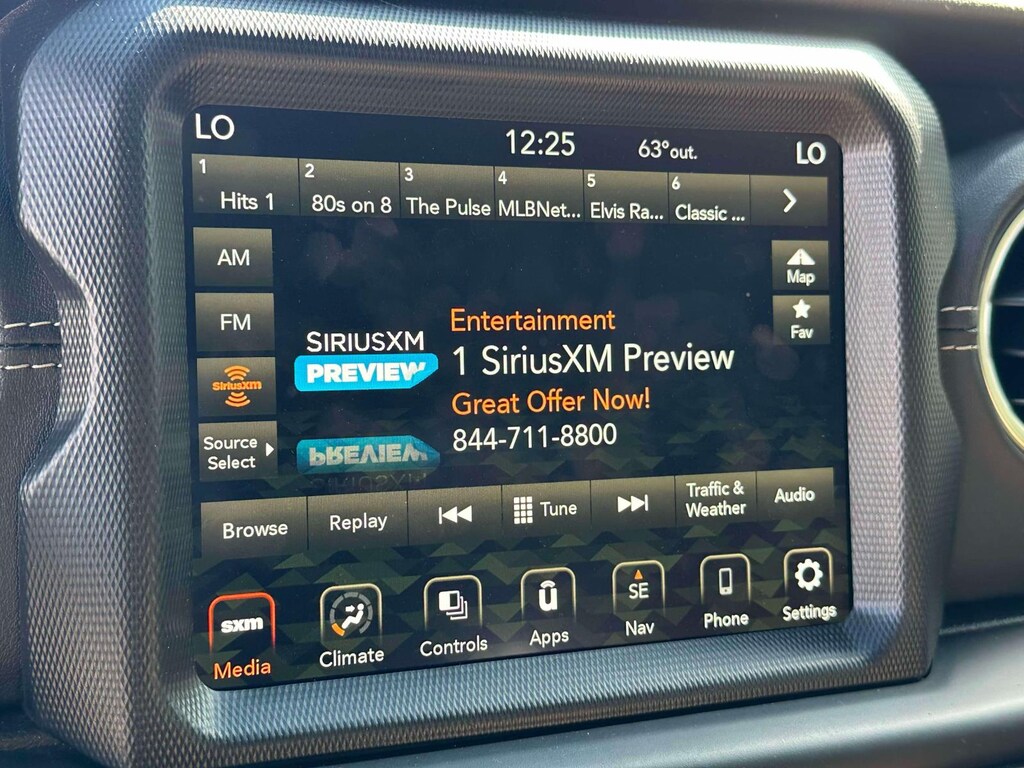 LO
12:25
63° out.
LO
1
Hits 1
2
80s on 8
3
The Pulse
4
MLBNet...
5
Elvis Ra...
6
Classic ...
AM
FM
SiriusXM
Source
Select
Map
Fav
SIRIUSXM
PREVIEW
Entertainment
1 SiriusXM Preview
Great Offer Now!
844-711-8800
Browse
Replay
Tune
Traffic &
Weather
Audio
sxm
Media
Climate
Controls
u
Apps
SE
Nav
Phone
Settings